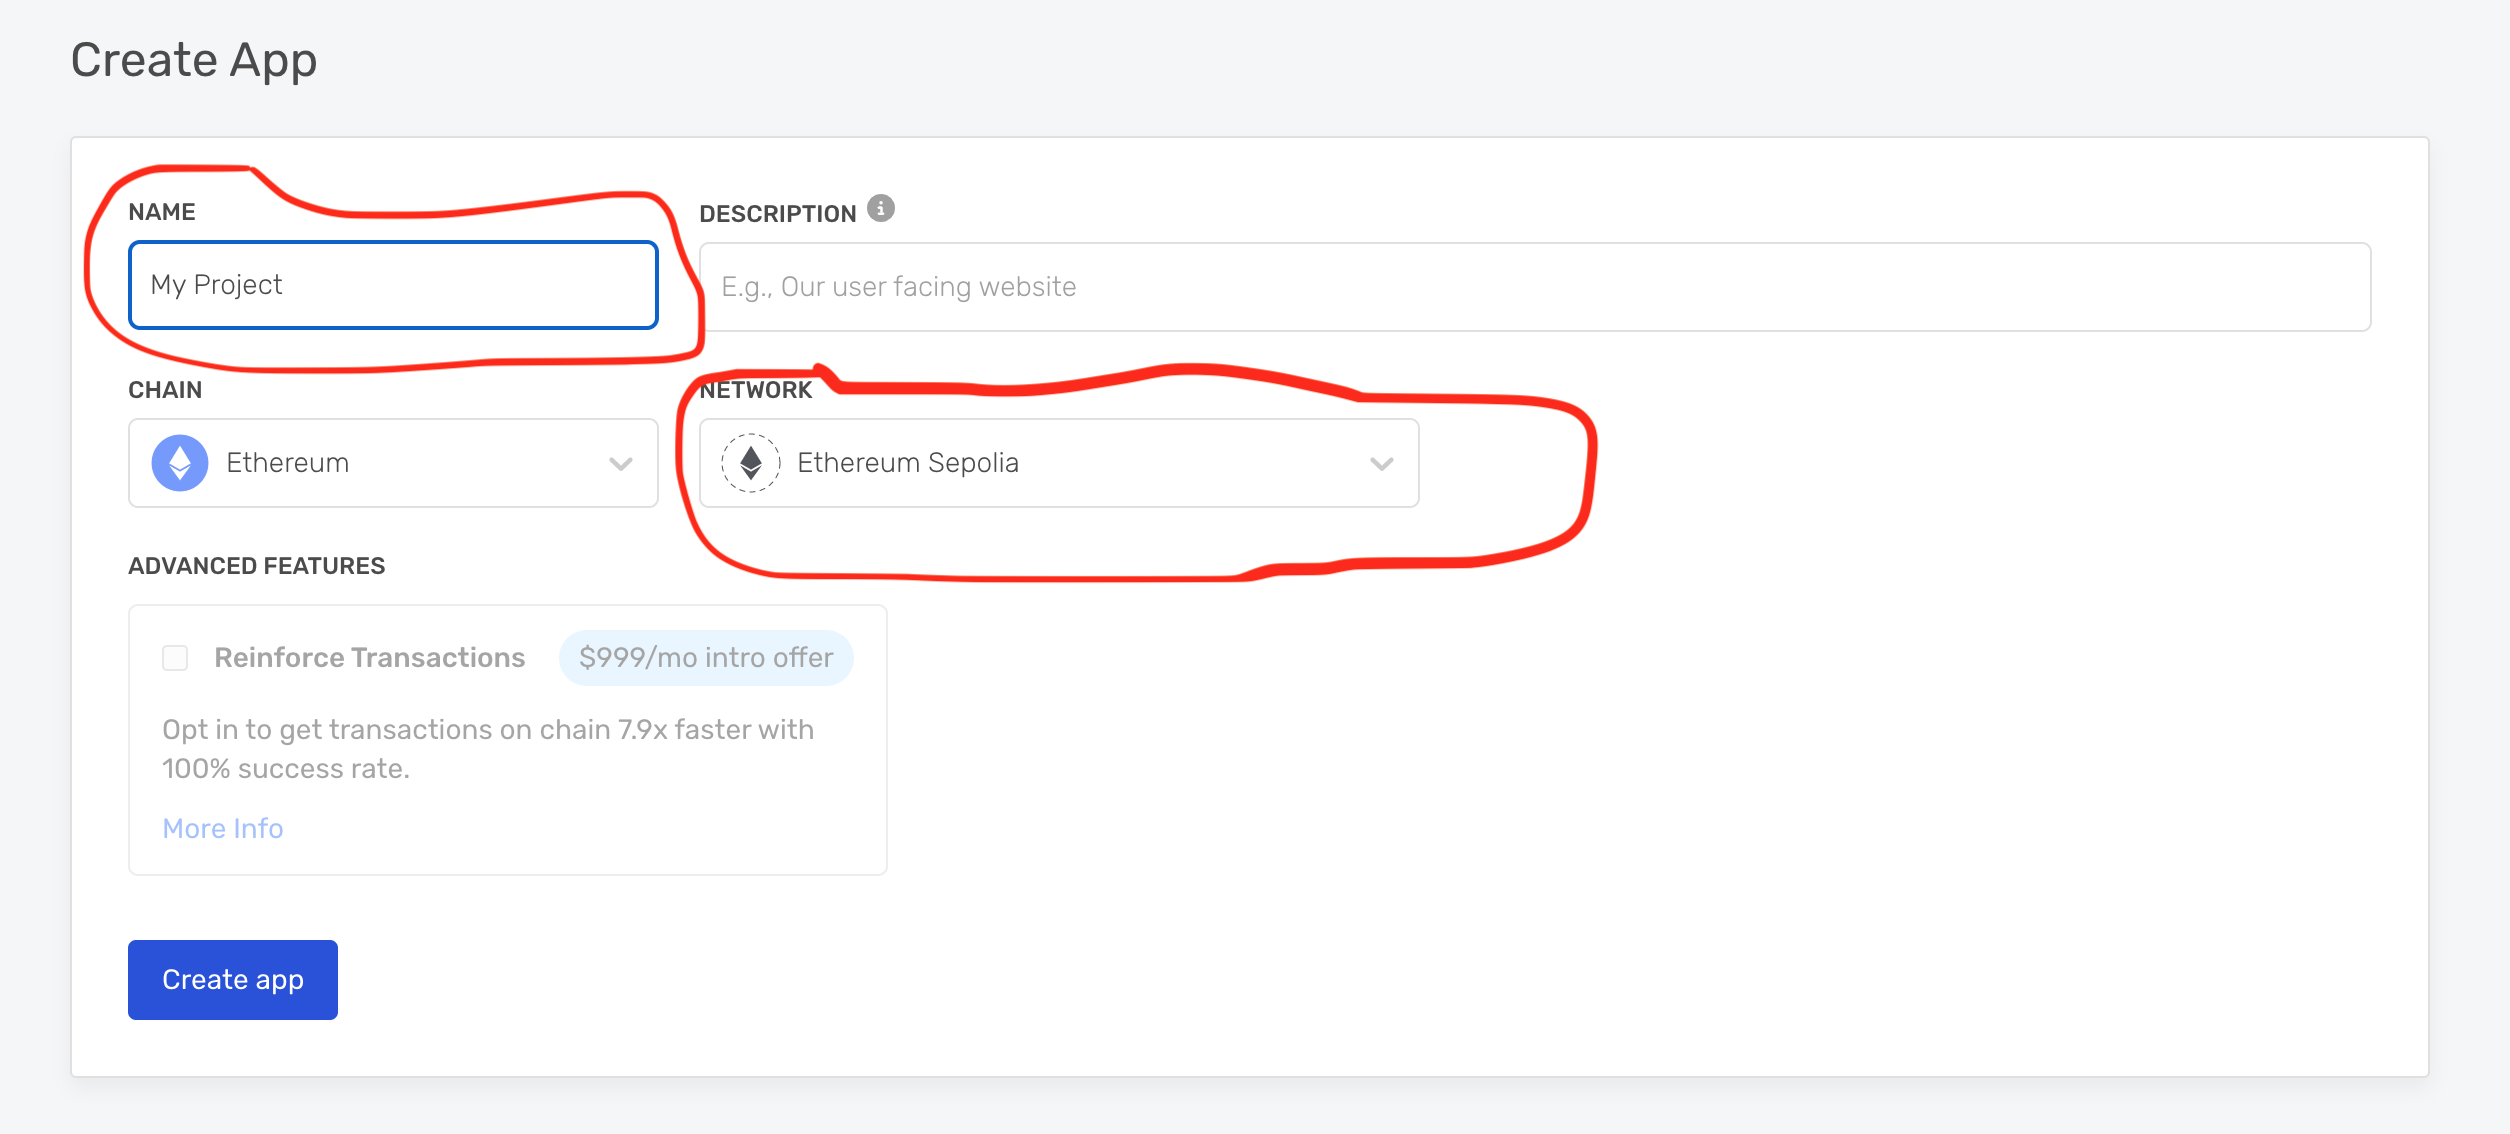 Create App
NAME
DESCRIPTION
My Project
E.g., Our user facing website
CHAIN
NETWORK
Ethereum
Ethereum Sepolia
ADVANCED FEATURES
Reinforce Transactions
$999/mo intro offer
Opt in to get transactions on chain 7.9x faster with
100% success rate.
More Info
Create app